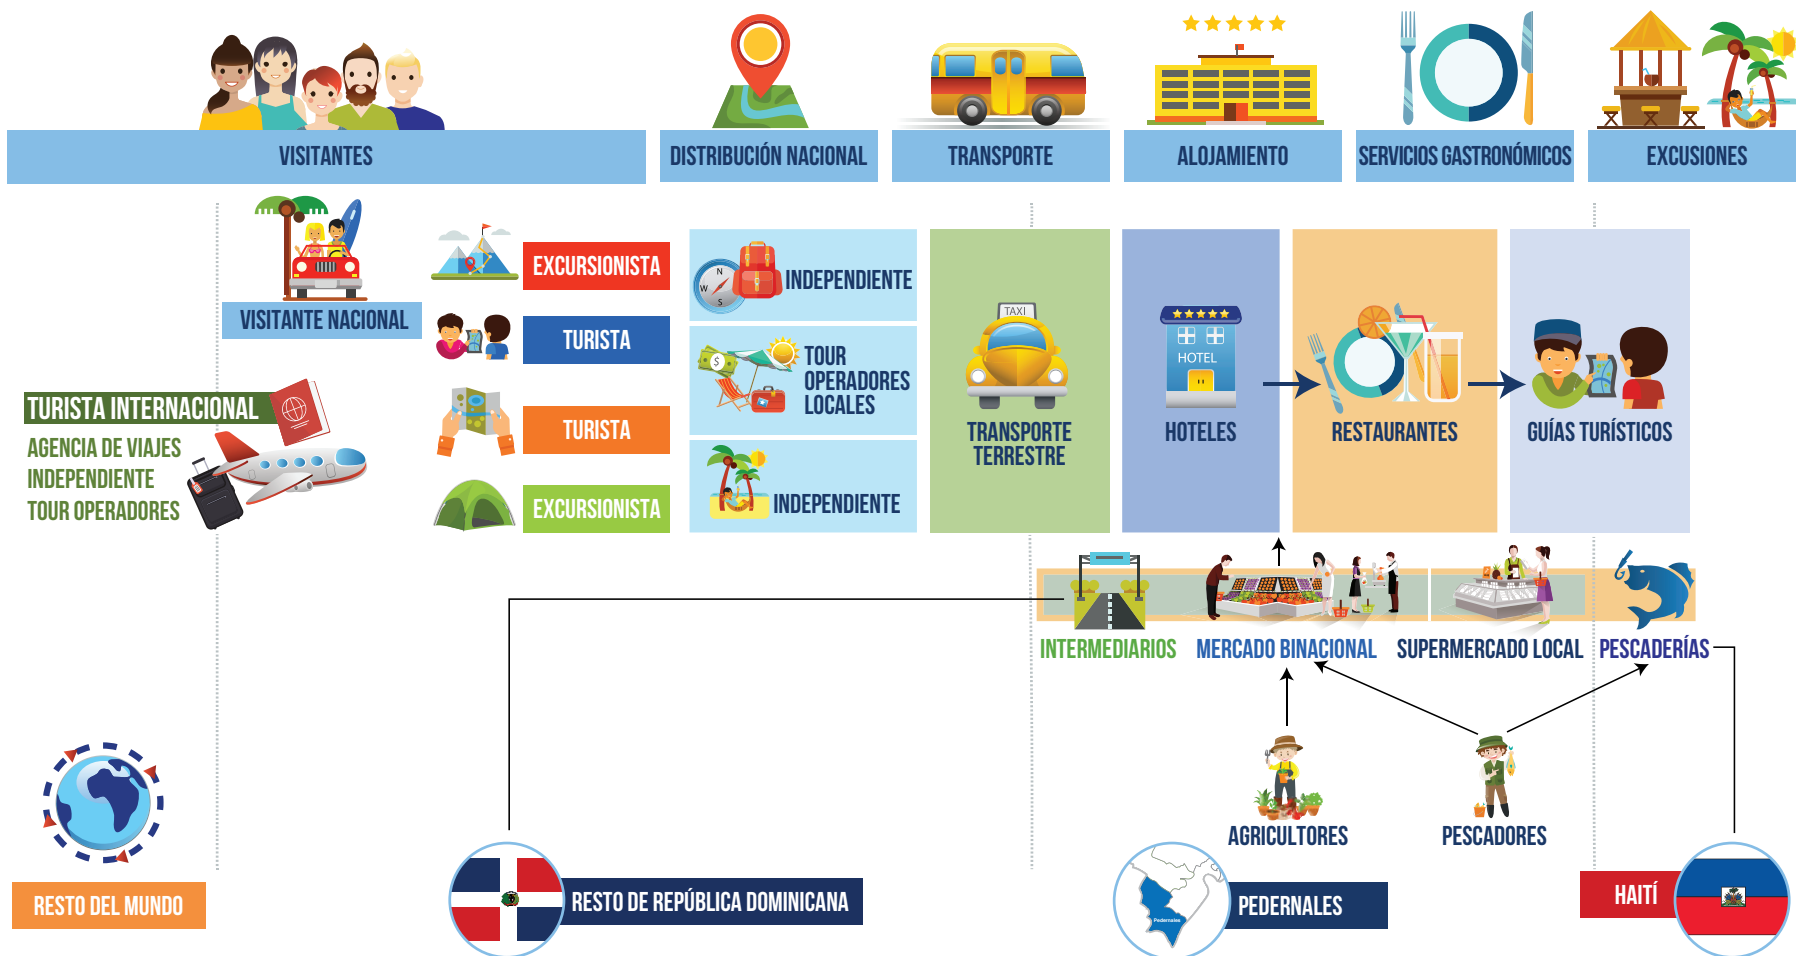 VISITANTES
DISTRIBUCIÓN NACIONAL
TRANSPORTE
ALOJAMIENTO
SERVICIOS GASTRONÓMICOS
EXCUSIONES
VISITANTE NACIONAL
EXCURSIONISTA
TURISTA
TURISTA
EXCURSIONISTA
TURISTA INTERNACIONAL
AGENCIA DE VIAJES
INDEPENDIENTE
TOUR OPERADORES
N
W
S
INDEPENDIENTE
$
TOUR
OPERADORES
LOCALES
INDEPENDIENTE
TAXI
TRANSPORTE
TERRESTRE
HOTEL
HOTELES
RESTAURANTES
GUÍAS TURÍSTICOS
INTERMEDIARIOS
MERCADO BINACIONAL
SUPERMERCADO LOCAL
PESCADERÍAS
AGRICULTORES
PESCADORES
RESTO DEL MUNDO
RESTO DE REPÚBLICA DOMINICANA
Pedernales
PEDERNALES
HAITÍ